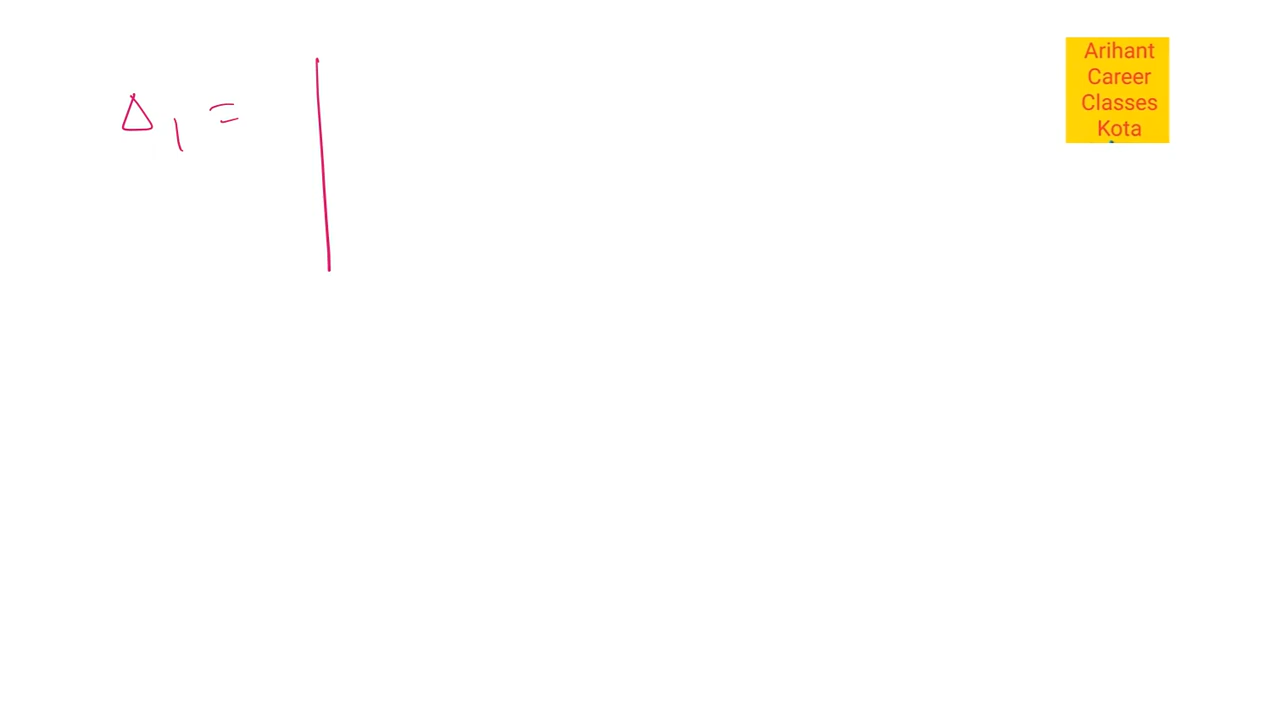 Δ₁ = |
Arihant
Career
Classes
Kota